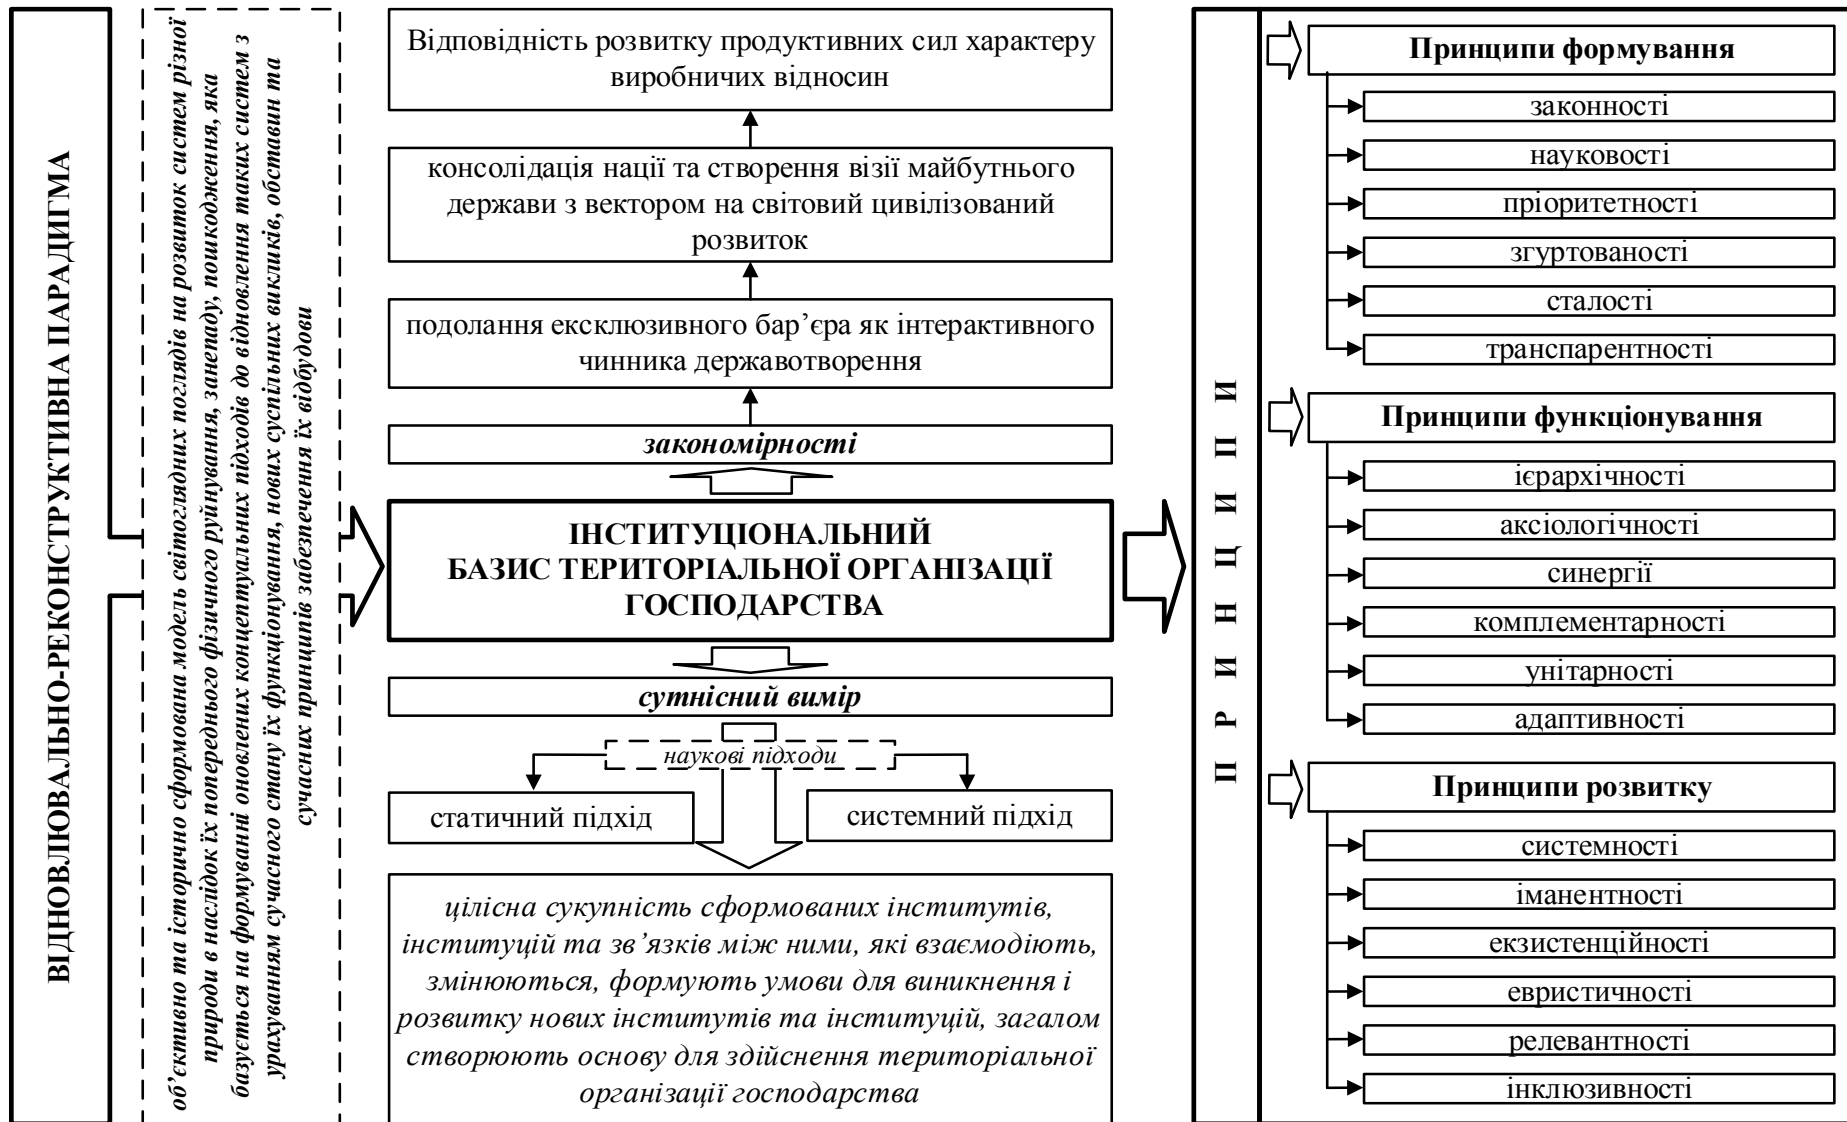 ВІДНОВЛЮВАЛЬНО-РЕКОНСТРУКТИВНА ПАРАДИГМА
об’єктивно та історично сформована модель світоглядних поглядів на розвиток систем різної
природи в наслідок їх попереднього фізичного руйнування, занепаду, пошкодження, яка
базується на формуванні оновлених концептуальних підходів до відновлення таких систем з
урахуванням сучасного стану їх функціонування, нових суспільних викликів, обставин та
сучасних принципів забезпечення їх відбудови
Відповідність розвитку продуктивних сил характеру
виробничих відносин
консолідація нації та створення візії майбутнього
держави з вектором на світовий цивілізований
розвиток
подолання ексклюзивного бар’єра як інтерактивного
чинника державотворення
закономірності
ІНСТИТУЦІОНАЛЬНИЙ
БАЗИС ТЕРИТОРІАЛЬНОЇ ОРГАНІЗАЦІЇ
ГОСПОДАРСТВА
сутнісний вимір
наукові підходи
статичний підхід
системний підхід
цілісна сукупність сформованих інститутів,
інституцій та зв’язків між ними, які взаємодіють,
змінюються, формують умови для виникнення і
розвитку нових інститутів та інституцій, загалом
створюють основу для здійснення територіальної
організації господарства
ПРИНЦИПИ
Принципи формування
законності
науковості
пріоритетності
згуртованості
сталості
транспарентності
Принципи функціонування
ієрархічності
аксіологічності
синергії
комплементарності
унітарності
адаптивності
Принципи розвитку
системності
іманентності
екзистенційності
евристичності
релевантності
інклюзивності